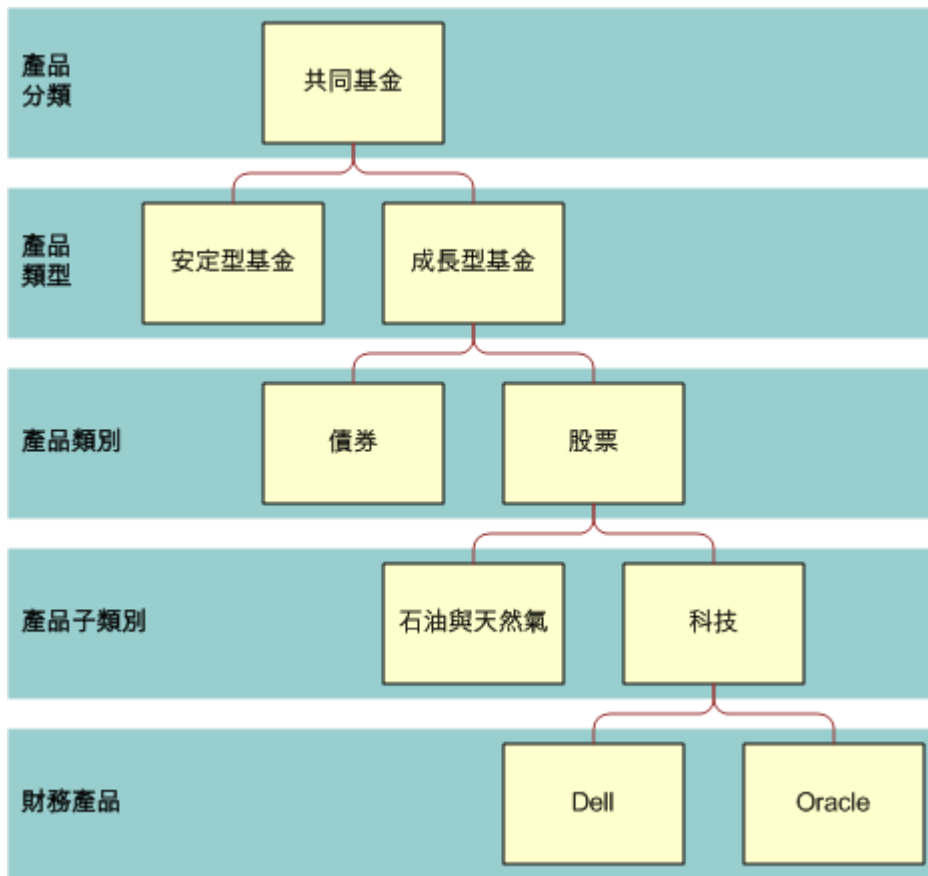 產品
分類
共同基金
產品
類型
安定型基金
成長型基金
產品類別
債券
股票
產品子類別
石油與天然氣
科技
財務產品
Dell
Oracle